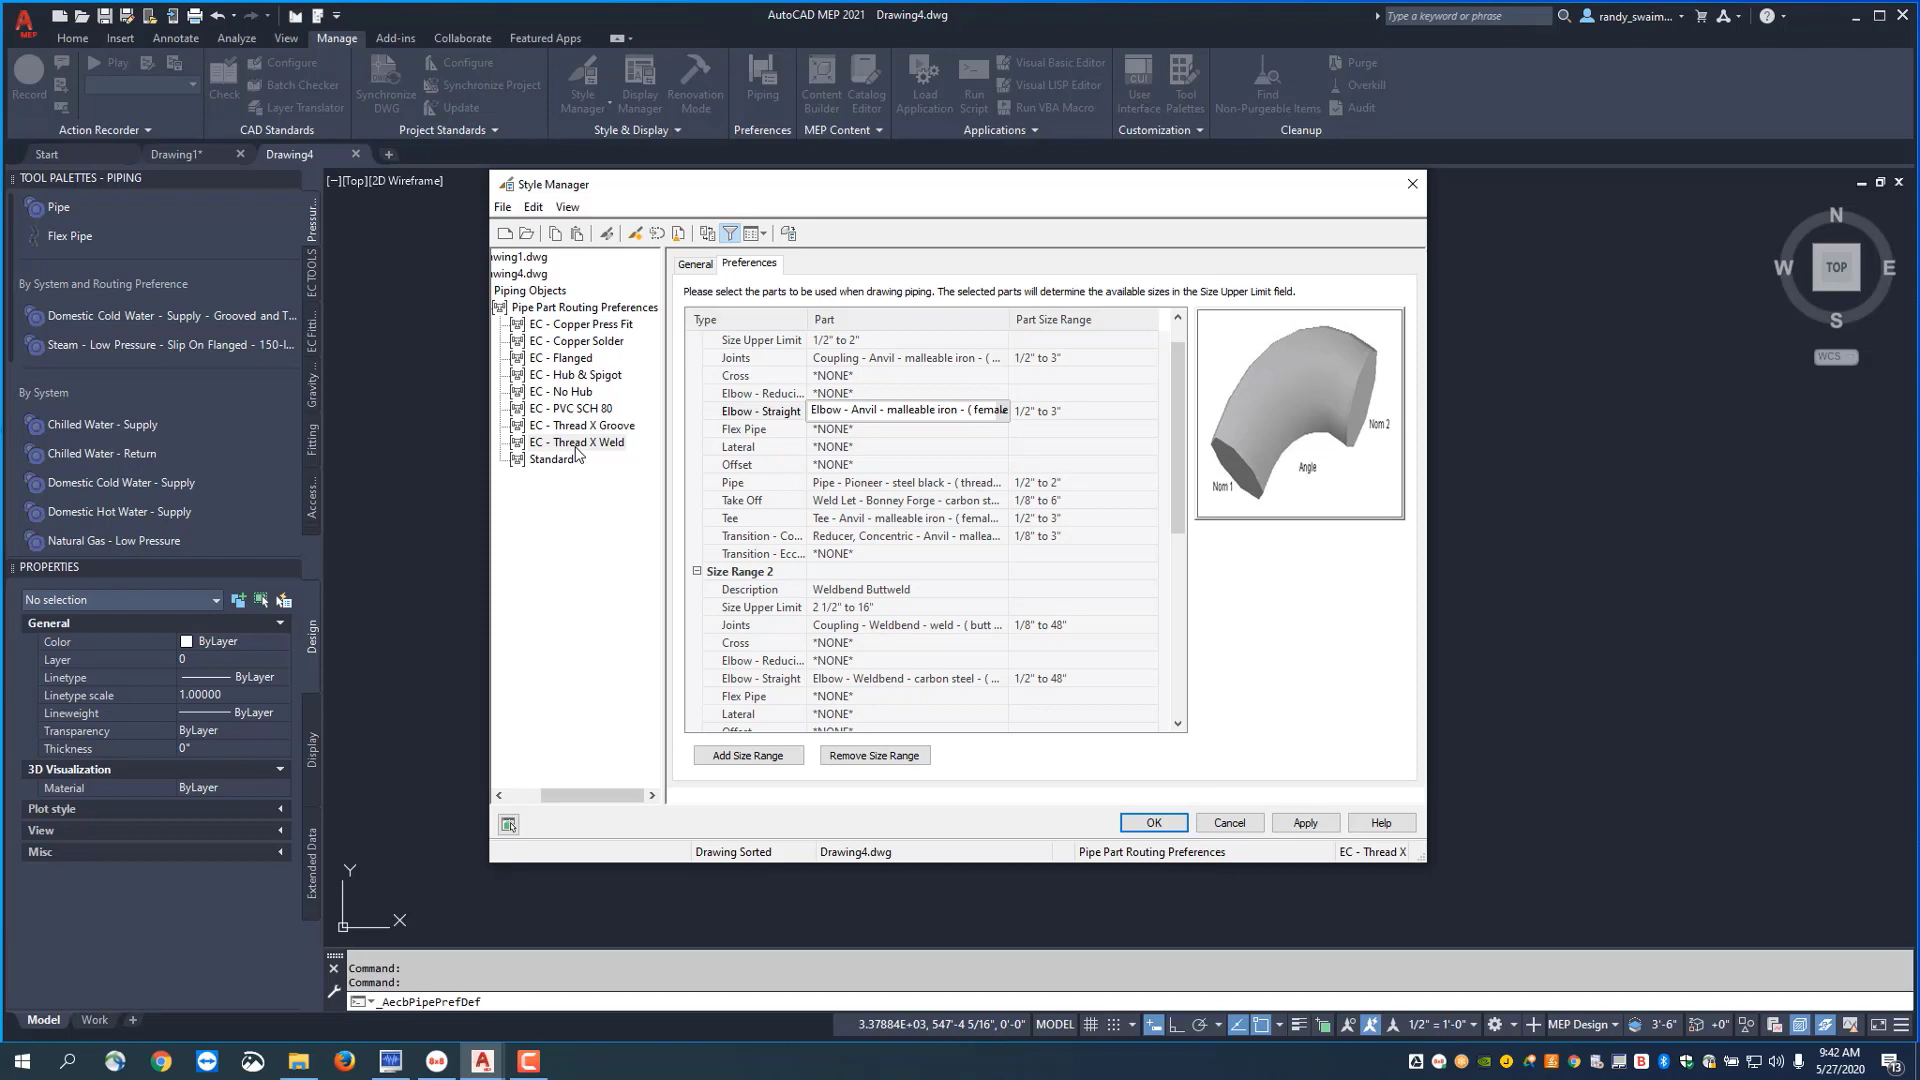 AutoCAD MEP 2021 Drawing4.dwg
Type a keyword or phrase
randy_swaim...
MEP
Home Insert Annotate Analyze View Manage Add-ins Collaborate Featured Apps
Record
Play
Check
Configure
Batch Checker
Layer Translator
Synchronize DWG
Configure
Synchronize Project
Update
Style Manager
Display Manager
Renovation Mode
Piping
Content Builder
Catalog Editor
Load Application
Run Script
Visual Basic Editor
Visual LISP Editor
Run VBA Macro
CUI
User Interface
Tool Palettes
Find Non-Purgeable Items
Purge
Overkill
Audit
Action Recorder CAD Standards Project Standards Style & Display Preferences MEP Content Applications Customization Cleanup
Start Drawing1* Drawing4
TOOL PALETTES - PIPING
[−][Top][2D Wireframe]
Pipe
Flex Pipe
By System and Routing Preference
Domestic Cold Water - Supply - Grooved and T...
Steam - Low Pressure - Slip On Flanged - 150-l...
By System
Chilled Water - Supply
Chilled Water - Return
Domestic Cold Water - Supply
Domestic Hot Water - Supply
Natural Gas - Low Pressure
Pressur...
EC TOOLS
EC Fitti...
Gravity...
Fitting
Access...
PROPERTIES
No selection
General
Color ByLayer
Layer 0
Linetype ByLayer
Linetype scale 1.00000
Lineweight ByLayer
Transparency ByLayer
Thickness 0"
3D Visualization
Material ByLayer
Plot style
View
Misc
Design
Display
Extended Data
Style Manager
File Edit View
wing1.dwg
wing4.dwg
Piping Objects
Pipe Part Routing Preferences
EC - Copper Press Fit
EC - Copper Solder
EC - Flanged
EC - Hub & Spigot
EC - No Hub
EC - PVC SCH 80
EC - Thread X Groove
EC - Thread X Weld
Standard
General Preferences
Please select the parts to be used when drawing piping. The selected parts will determine the available sizes in the Size Upper Limit field.
Type Part Part Size Range
Size Upper Limit 1/2" to 2"
Joints Coupling - Anvil - malleable iron - ( ... 1/2" to 3"
Cross *NONE*
Elbow - Reduci... *NONE*
Elbow - Straight Elbow - Anvil - malleable iron - ( female 1/2" to 3"
Flex Pipe *NONE*
Lateral *NONE*
Offset *NONE*
Pipe Pipe - Pioneer - steel black - ( thread... 1/2" to 2"
Take Off Weld Let - Bonney Forge - carbon st... 1/8" to 6"
Tee Tee - Anvil - malleable iron - ( femal... 1/2" to 3"
Transition - Co... Reducer, Concentric - Anvil - mallea... 1/8" to 3"
Transition - Ecc... *NONE*
Size Range 2
Description Weldbend Buttweld
Size Upper Limit 2 1/2" to 16"
Joints Coupling - Weldbend - weld - ( butt ... 1/8" to 48"
Cross *NONE*
Elbow - Reduci... *NONE*
Elbow - Straight Elbow - Weldbend - carbon steel - ( ... 1/2" to 48"
Flex Pipe *NONE*
Lateral *NONE*
Offset *NONE*
Nom 2
Angle
Nom 1
Add Size Range Remove Size Range
OK Cancel Apply Help
Drawing Sorted Drawing4.dwg Pipe Part Routing Preferences EC - Thread X
N
W TOP E
S
WCS
Y
X
Command:
Command:
_AecbPipePrefDef
Model Work
3.37884E+03, 547'-4 5/16", 0'-0" MODEL 1/2" = 1'-0" MEP Design 3'-6" +0"
8x8
9:42 AM
5/27/2020
13